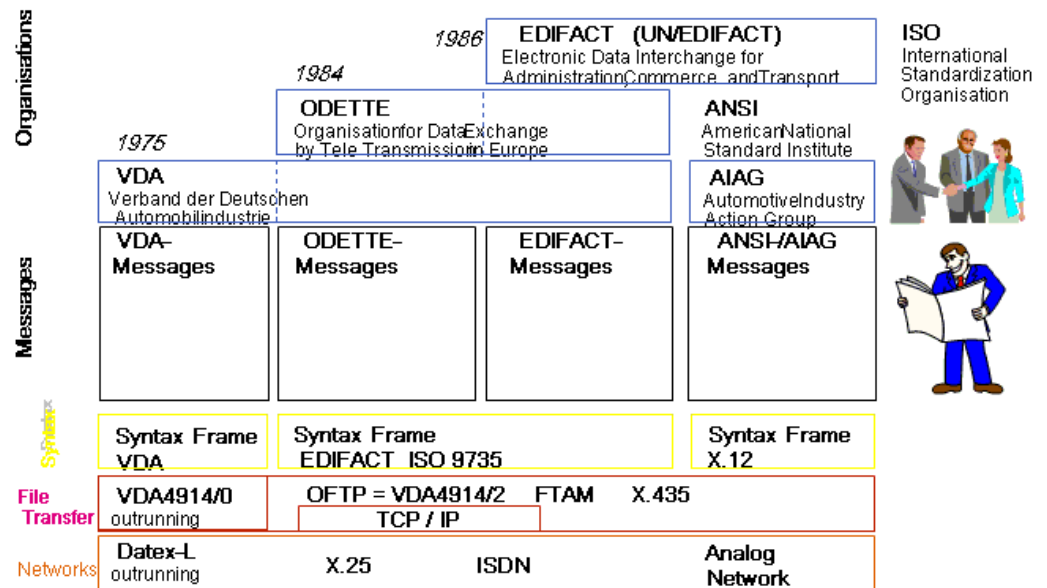 Organisations
1986
EDIFACT (UN/EDIFACT)
Electronic Data Interchange for
Administration,Commerce andTransport
ISO
International
Standardization
Organisation
1984
ODETTE
Organisationfor DataExchange
by Tele Transmissionin Europe
ANSI
AmericanNational
Standard Institute
1975
VDA
Verband der Deutschen
Automobilindustrie
AIAG
AutomotiveIndustry
Action Group
Messages
VDA-
Messages
ODETTE-
Messages
EDIFACT-
Messages
ANSI-/AIAG
Messages
Syntax
Syntax Frame
VDA
Syntax Frame
EDIFACT ISO 9735
Syntax Frame
X.12
File
Transfer
VDA4914/0
outrunning
OFTP = VDA4914/2 FTAM X.435
TCP / IP
Networks
Datex-L
outrunning
X.25
ISDN
Analog
Network